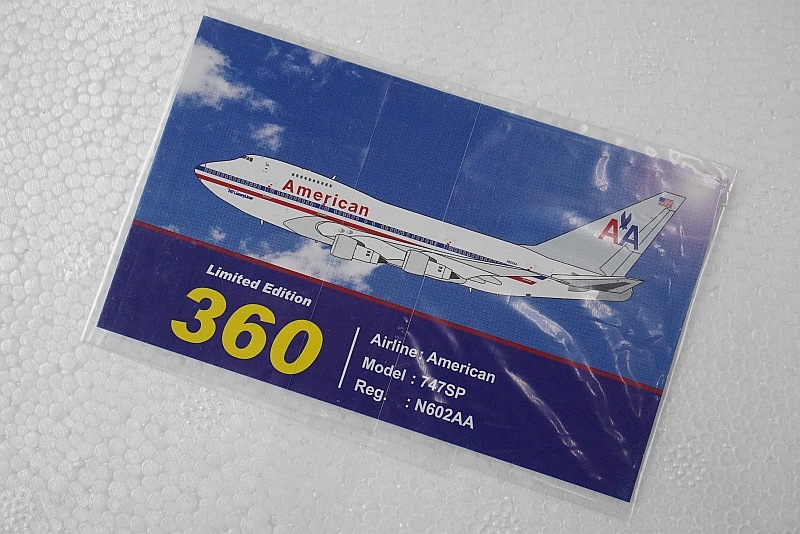 American
AA
Limited Edition
360
Airline: American
Model : 747SP
Reg. : N602AA